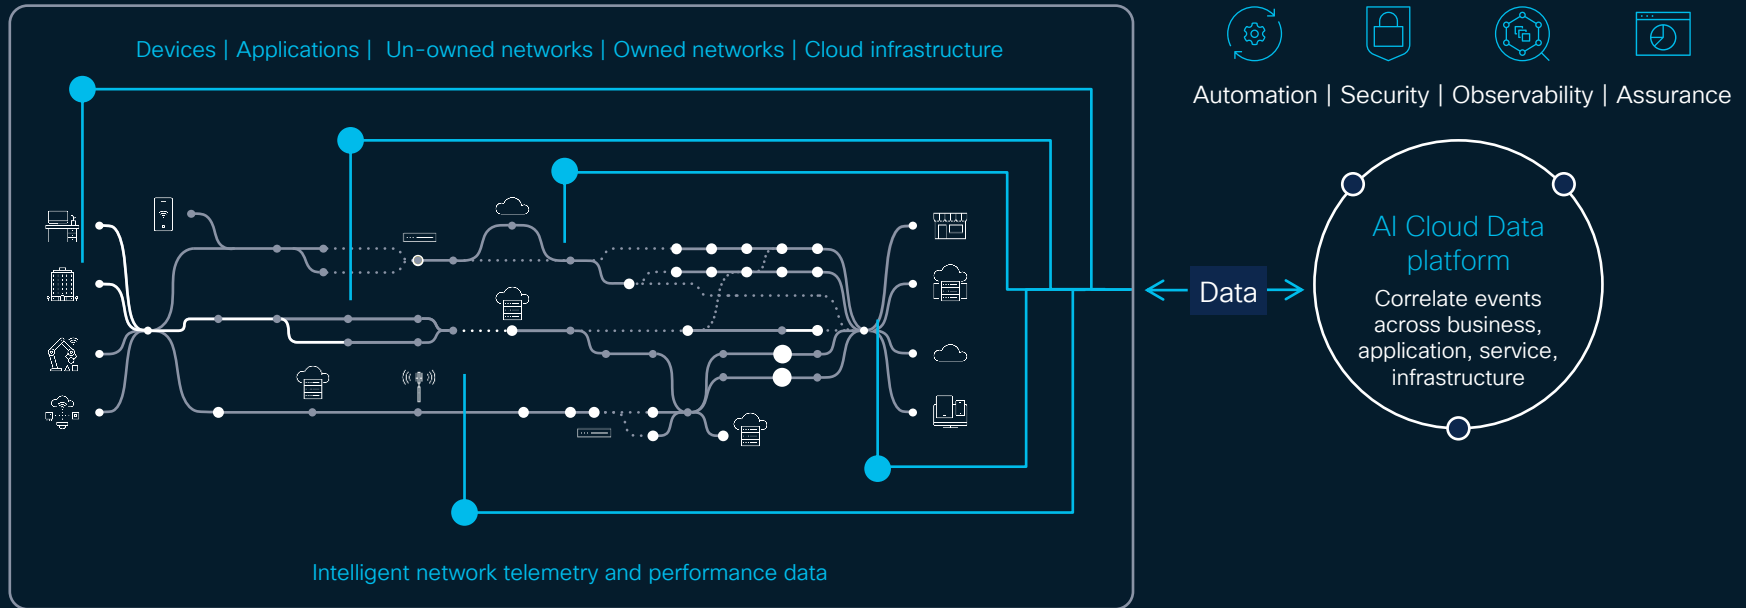 Devices | Applications | Un-owned networks | Owned networks | Cloud infrastructure
Intelligent network telemetry and performance data
Automation | Security | Observability | Assurance
Data
AI Cloud Data
platform
Correlate events
across business,
application, service,
infrastructure